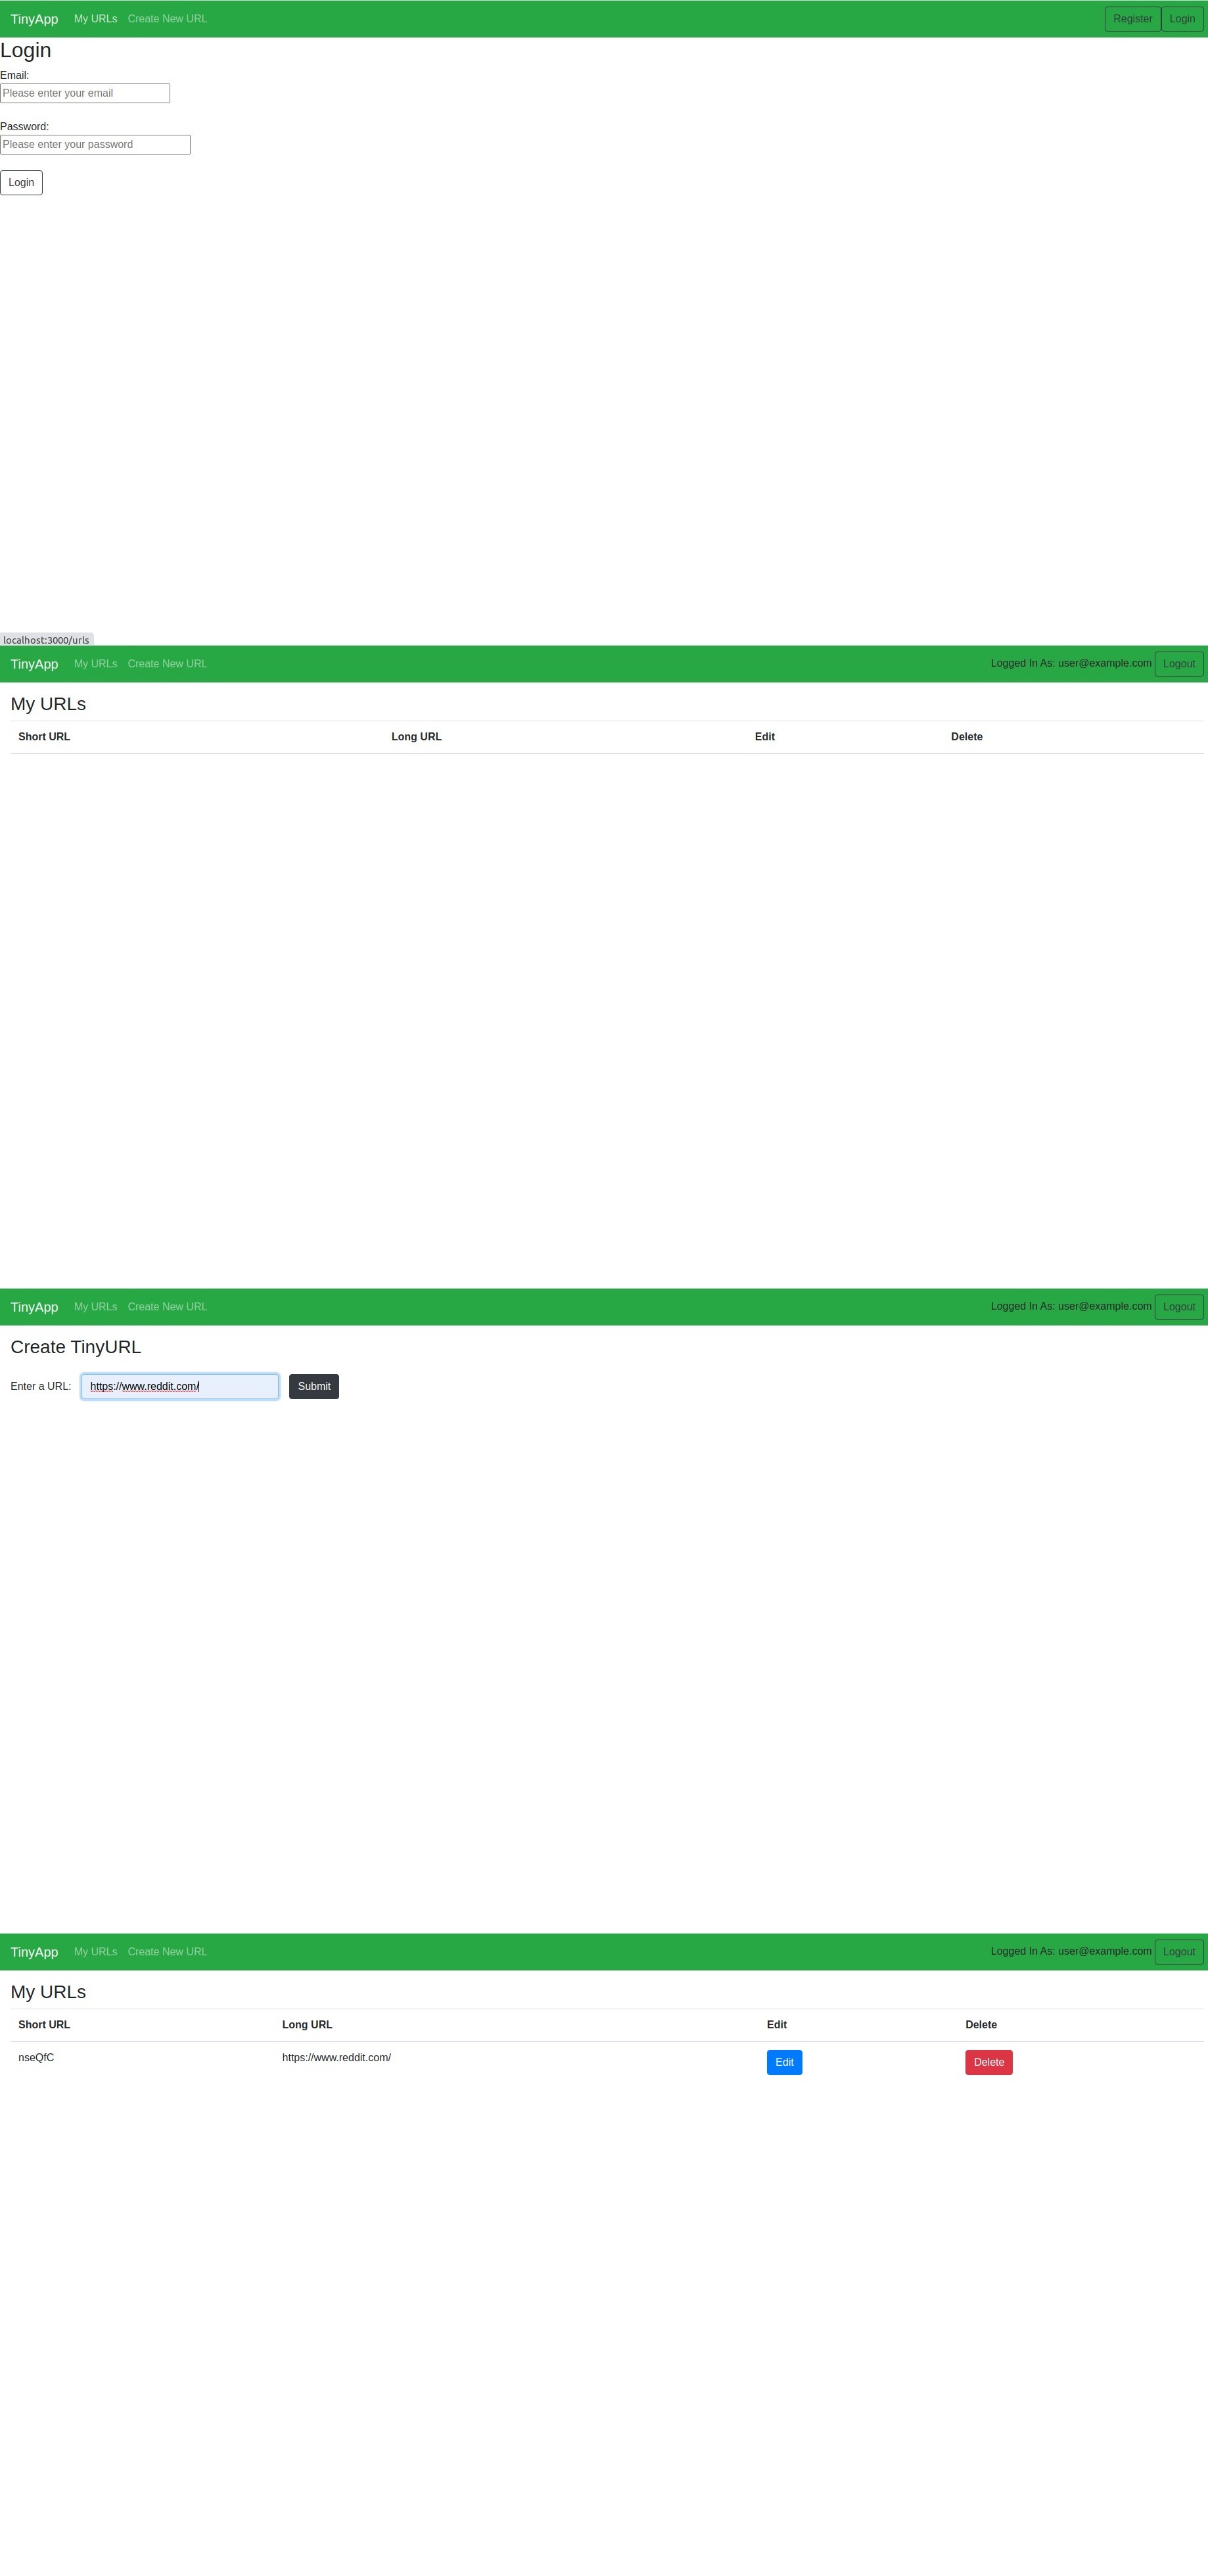 TinyApp My URLs Create New URL Register Login
Login
Email:
Please enter your email
Password:
Please enter your password
Login
localhost:3000/urls
TinyApp My URLs Create New URL Logged In As: user@example.com Logout
My URLs
Short URL Long URL Edit Delete
TinyApp My URLs Create New URL Logged In As: user@example.com Logout
Create TinyURL
Enter a URL: https://www.reddit.com/ Submit
TinyApp My URLs Create New URL Logged In As: user@example.com Logout
My URLs
Short URL Long URL Edit Delete
nseQfC https://www.reddit.com/ Edit Delete